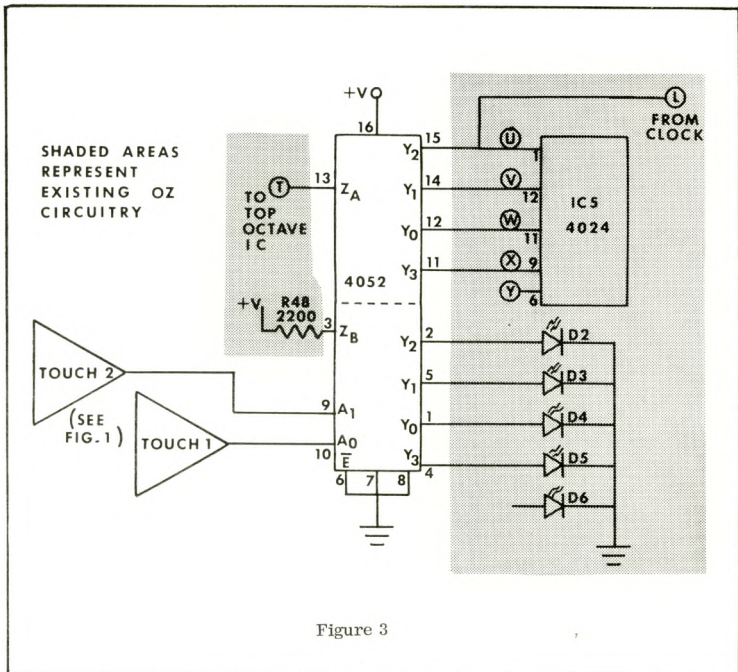 SHADED AREAS
REPRESENT
EXISTING OZ
CIRCUITRY
+V
16
15
Y2
L
FROM
CLOCK
U
1
13
ZA
T
TO
TOP
OCTAVE
IC
14
Y1
V
12
IC5
4024
12
Y0
W
11
11
Y3
X
9
Y
6
4052
+V
R48
2200
3
ZB
2
Y2
D2
TOUCH 2
(SEE
FIG. 1)
5
Y1
D3
9
A1
1
Y0
D4
TOUCH 1
10
A0
E
Y3
4
D5
6
7
8
D6
Figure 3